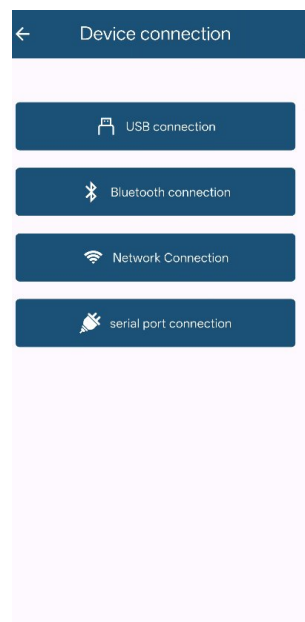 Device connection
USB connection
Bluetooth connection
Network Connection
serial port connection